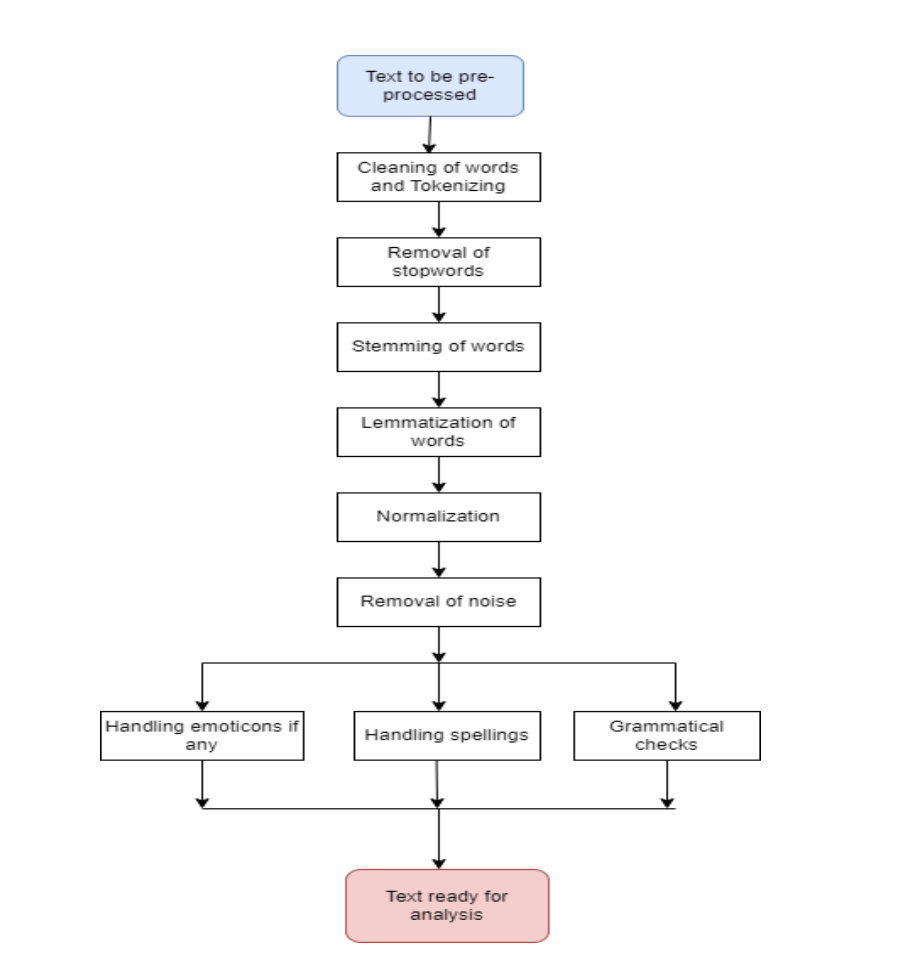 Text to be pre-
processed
Cleaning of words
and Tokenizing
Removal of
stopwords
Stemming of words
Lemmatization of
words
Normalization
Removal of noise
Handling emoticons if
any
Handling spellings
Grammatical
checks
Text ready for
analysis